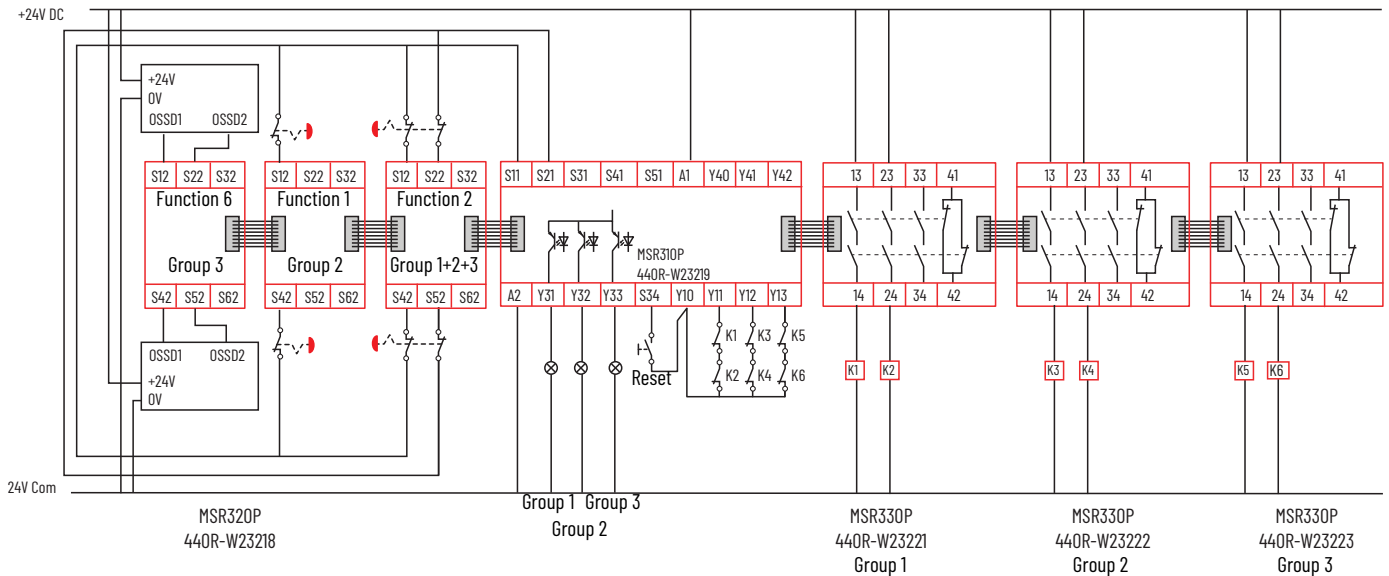 +24V DC
+24V
0V
OSSD1 OSSD2
S12 S22 S32
Function 6
Group 3
S42 S52 S62
OSSD1 OSSD2
+24V
0V
S12 S22 S32
Function 1
Group 2
S42 S52 S62
S12 S22 S32
Function 2
Group 1+2+3
S42 S52 S62
S11 S21 S31 S41 S51 A1 Y40 Y41 Y42
MSR310P
440R-W23219
A2 Y31 Y32 Y33 S34 Y10 Y11 Y12 Y13
K1 K3 K5
K2 K4 K6
Reset
13 23 33 41
14 24 34 42
K1 K2
13 23 33 41
14 24 34 42
K3 K4
13 23 33 41
14 24 34 42
K5 K6
24V Com
Group 1 Group 3
Group 2
MSR320P
440R-W23218
MSR330P
440R-W23221
Group 1
MSR330P
440R-W23222
Group 2
MSR330P
440R-W23223
Group 3